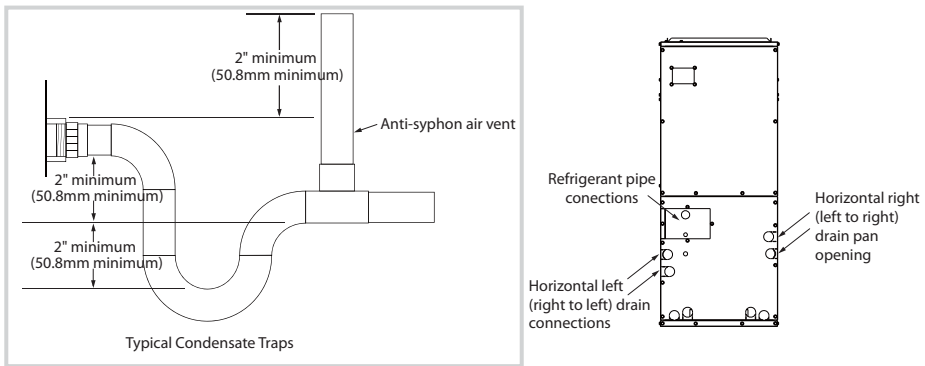 2" minimum
(50.8mm minimum)
Anti-syphon air vent
2" minimum
(50.8mm minimum)
2" minimum
(50.8mm minimum)
Typical Condensate Traps
Refrigerant pipe
conections
Horizontal right
(left to right)
drain pan
opening
Horizontal left
(right to left) drain
connections